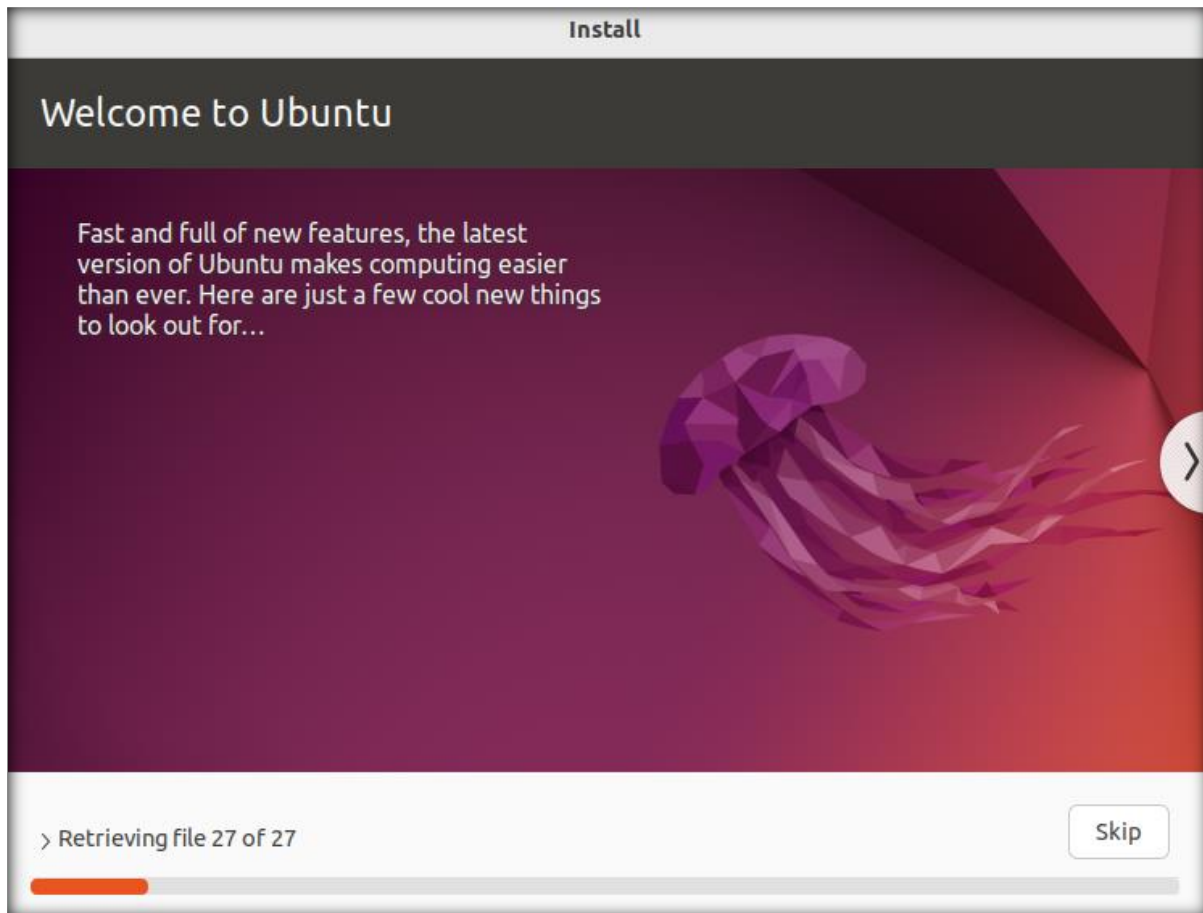 Install
Welcome to Ubuntu
Fast and full of new features, the latest
version of Ubuntu makes computing easier
than ever. Here are just a few cool new things
to look out for…
Retrieving file 27 of 27
Skip